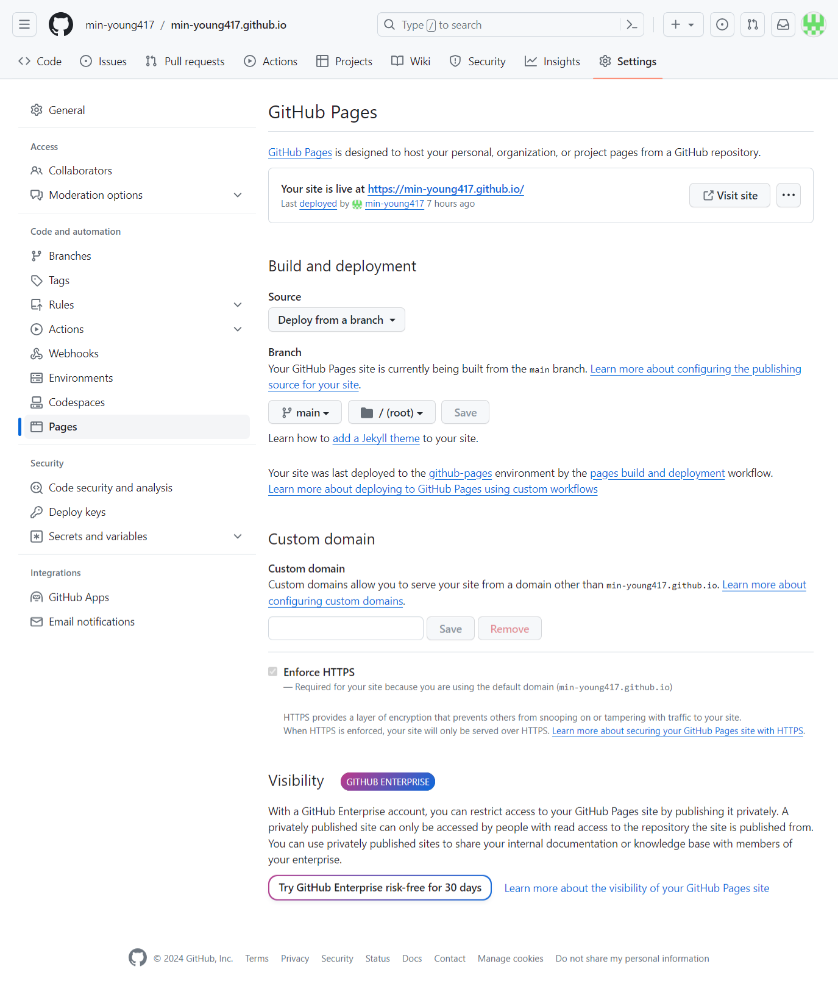 min-young417 / min-young417.github.io
Type / to search
Code
Issues
Pull requests
Actions
Projects
Wiki
Security
Insights
Settings
General
Access
Collaborators
Moderation options
Code and automation
Branches
Tags
Rules
Actions
Webhooks
Environments
Codespaces
Pages
Security
Code security and analysis
Deploy keys
Secrets and variables
Integrations
GitHub Apps
Email notifications
GitHub Pages
GitHub Pages is designed to host your personal, organization, or project pages from a GitHub repository.
Your site is live at https://min-young417.github.io/
Last deployed by min-young417 7 hours ago
Visit site
Build and deployment
Source
Deploy from a branch
Branch
Your GitHub Pages site is currently being built from the main branch. Learn more about configuring the publishing
source for your site.
main
/ (root)
Save
Learn how to add a Jekyll theme to your site.
Your site was last deployed to the github-pages environment by the pages build and deployment workflow.
Learn more about deploying to GitHub Pages using custom workflows
Custom domain
Custom domain
Custom domains allow you to serve your site from a domain other than min-young417.github.io. Learn more about
configuring custom domains.
Save
Remove
Enforce HTTPS
— Required for your site because you are using the default domain (min-young417.github.io)
HTTPS provides a layer of encryption that prevents others from snooping on or tampering with traffic to your site.
When HTTPS is enforced, your site will only be served over HTTPS. Learn more about securing your GitHub Pages site with HTTPS.
Visibility
GITHUB ENTERPRISE
With a GitHub Enterprise account, you can restrict access to your GitHub Pages site by publishing it privately. A
privately published site can only be accessed by people with read access to the repository the site is published from.
You can use privately published sites to share your internal documentation or knowledge base with members of
your enterprise.
Try GitHub Enterprise risk-free for 30 days
Learn more about the visibility of your GitHub Pages site
© 2024 GitHub, Inc.
Terms
Privacy
Security
Status
Docs
Contact
Manage cookies
Do not share my personal information